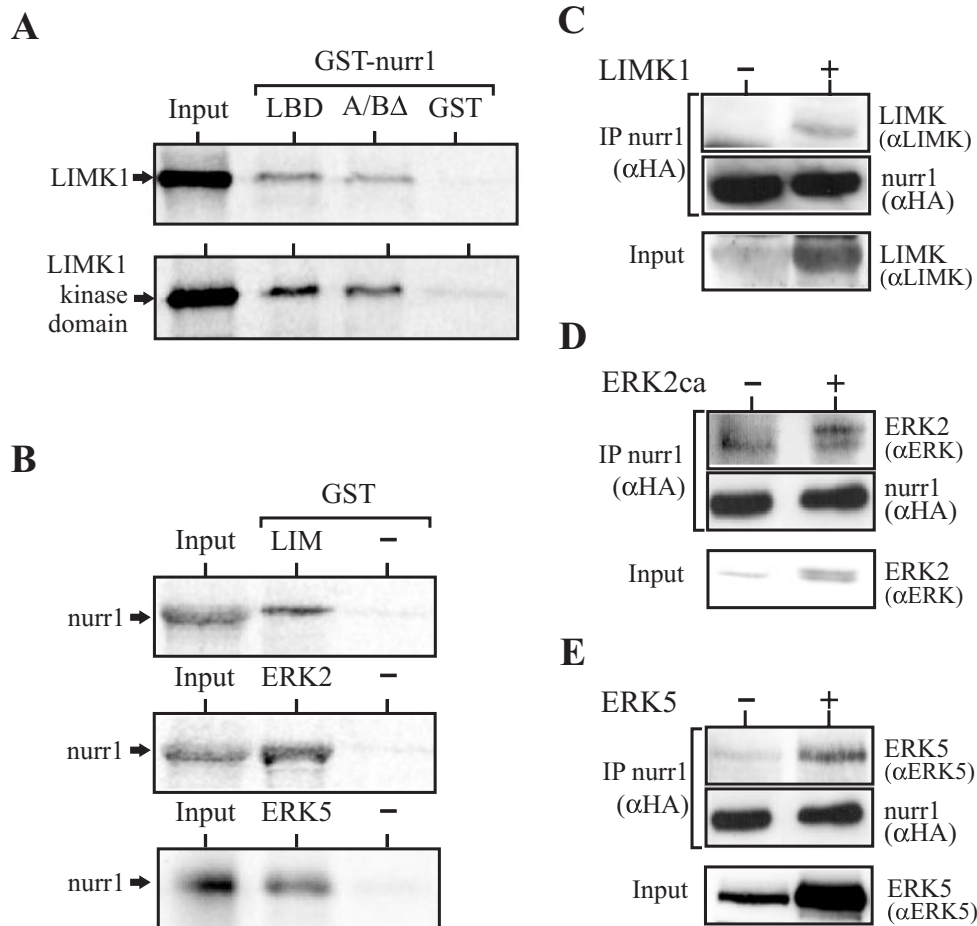 A
GST-nurr1
Input LBD A/BΔ GST
LIMK1
LIMK1
kinase
domain
B
GST
Input LIM –
nurr1
Input ERK2 –
nurr1
Input ERK5 –
nurr1
C
LIMK1 – +
IP nurr1
(αHA)
LIMK
(αLIMK)
nurr1
(αHA)
Input
LIMK
(αLIMK)
D
ERK2ca – +
IP nurr1
(αHA)
ERK2
(αERK)
nurr1
(αHA)
Input
ERK2
(αERK)
E
ERK5 – +
IP nurr1
(αHA)
ERK5
(αERK5)
nurr1
(αHA)
Input
ERK5
(αERK5)